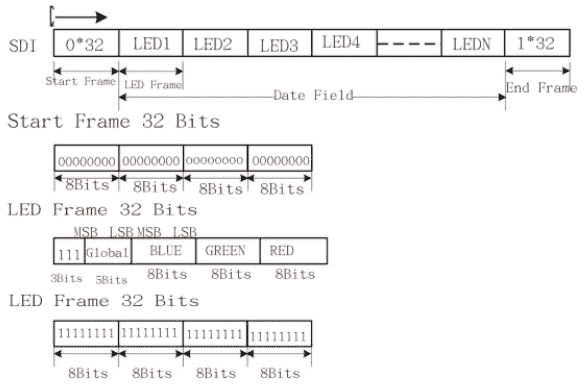 SDI 0*32 LED1 LED2 LED3 LED4 LEDN 1*32
Start Frame LED Frame Date Field End Frame
Start Frame 32 Bits
00000000 00000000 00000000 00000000
8Bits 8Bits 8Bits 8Bits
LED Frame 32 Bits
MSB LSB MSB LSB
111 Global BLUE GREEN RED
3Bits 5Bits 8Bits 8Bits 8Bits
LED Frame 32 Bits
11111111 11111111 11111111 11111111
8Bits 8Bits 8Bits 8Bits